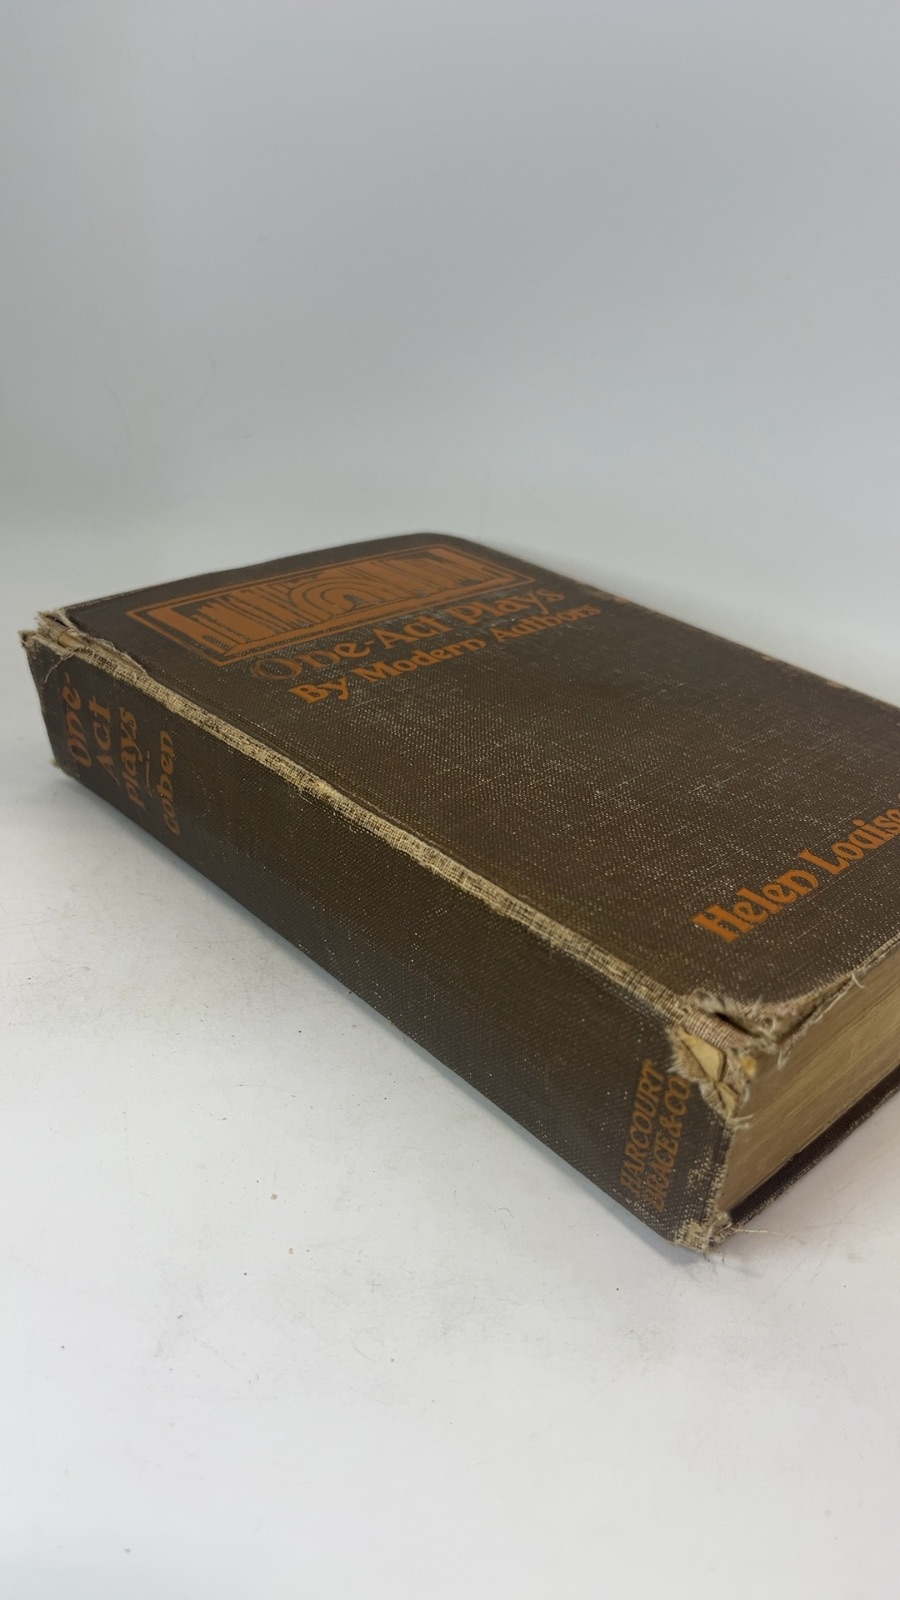 One-Act Plays
By Modern Authors
Helen Louise
One-
Act
Plays
Cohen
HARCOURT
BRACE & CO